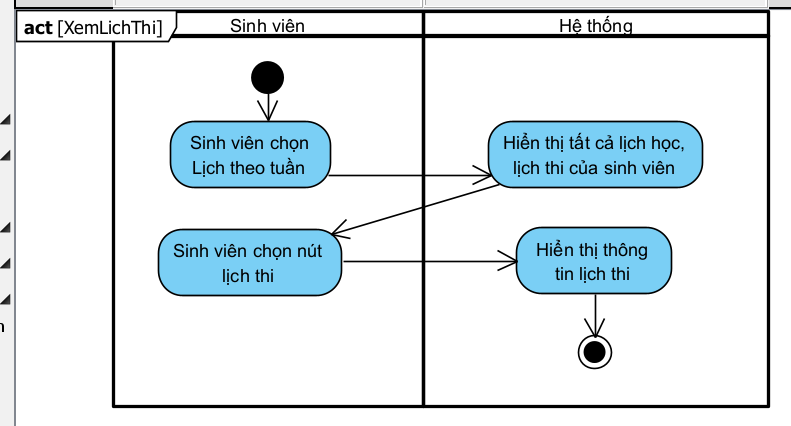 act [XemLichThi]
Sinh viên
Hệ thống
Sinh viên chọn
Lịch theo tuần
Hiển thị tất cả lịch học,
lịch thi của sinh viên
Sinh viên chọn nút
lịch thi
Hiển thị thông
tin lịch thi